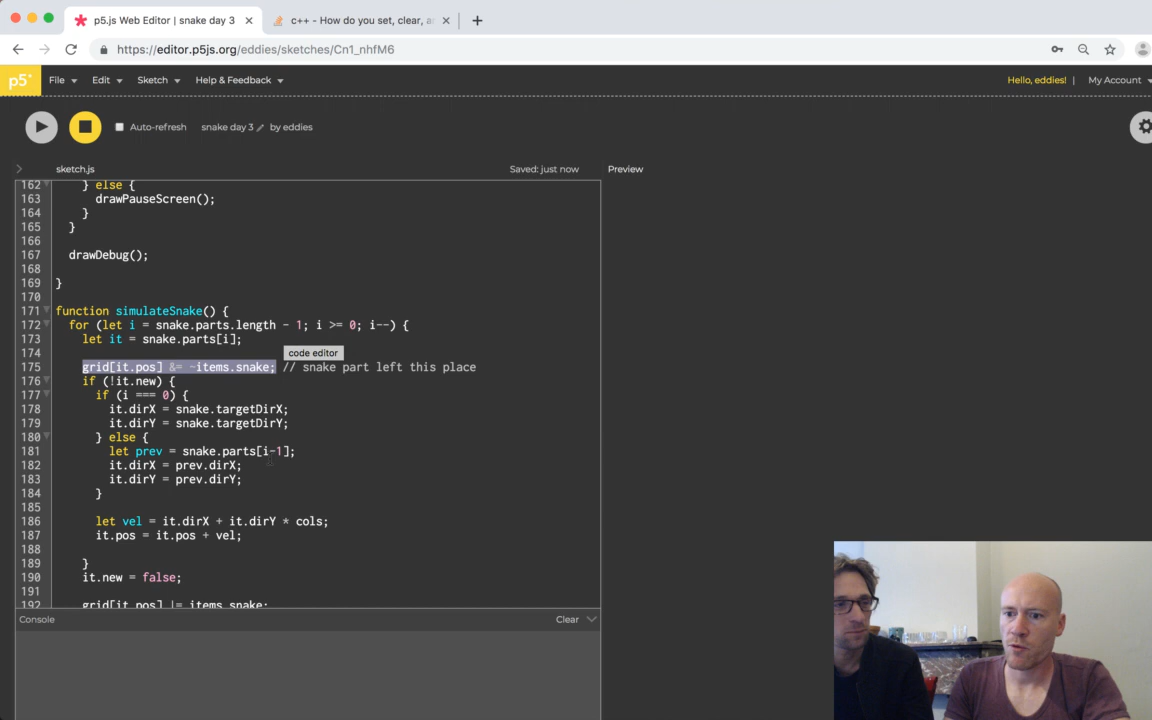 p5.js Web Editor | snake day 3
c++ - How do you set, clear, a
https://editor.p5js.org/eddies/sketches/Cn1_nhfM6
p5* File Edit Sketch Help & Feedback Hello, eddies! | My Account
Auto-refresh snake day 3 by eddies
sketch.js Saved: just now Preview
162 } else {
163 drawPauseScreen();
164 }
165 }
166
167 drawDebug();
168
169 }
170
171 function simulateSnake() {
172 for (let i = snake.parts.length - 1; i >= 0; i--) {
173 let it = snake.parts[i];
174
code editor
175 grid[it.pos] &= ~items.snake; // snake part left this place
176 if (!it.new) {
177 if (i === 0) {
178 it.dirX = snake.targetDirX;
179 it.dirY = snake.targetDirY;
180 } else {
181 let prev = snake.parts[i-1];
182 it.dirX = prev.dirX;
183 it.dirY = prev.dirY;
184 }
185
186 let vel = it.dirX + it.dirY * cols;
187 it.pos = it.pos + vel;
188
189 }
190 it.new = false;
191
192 grid[it.pos] |= items.snake;
Console Clear